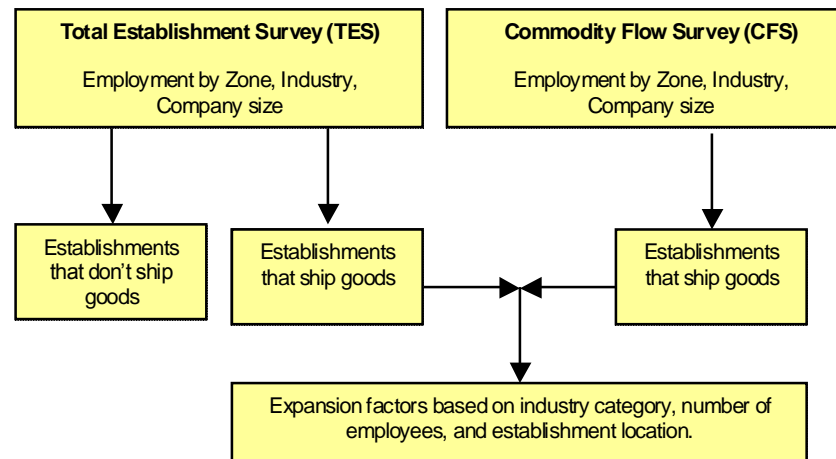 Total Establishment Survey (TES)
Employment by Zone, Industry,
Company size
Commodity Flow Survey (CFS)
Employment by Zone, Industry,
Company size
Establishments
that don’t ship
goods
Establishments
that ship goods
Establishments
that ship goods
Expansion factors based on industry category, number of
employees, and establishment location.